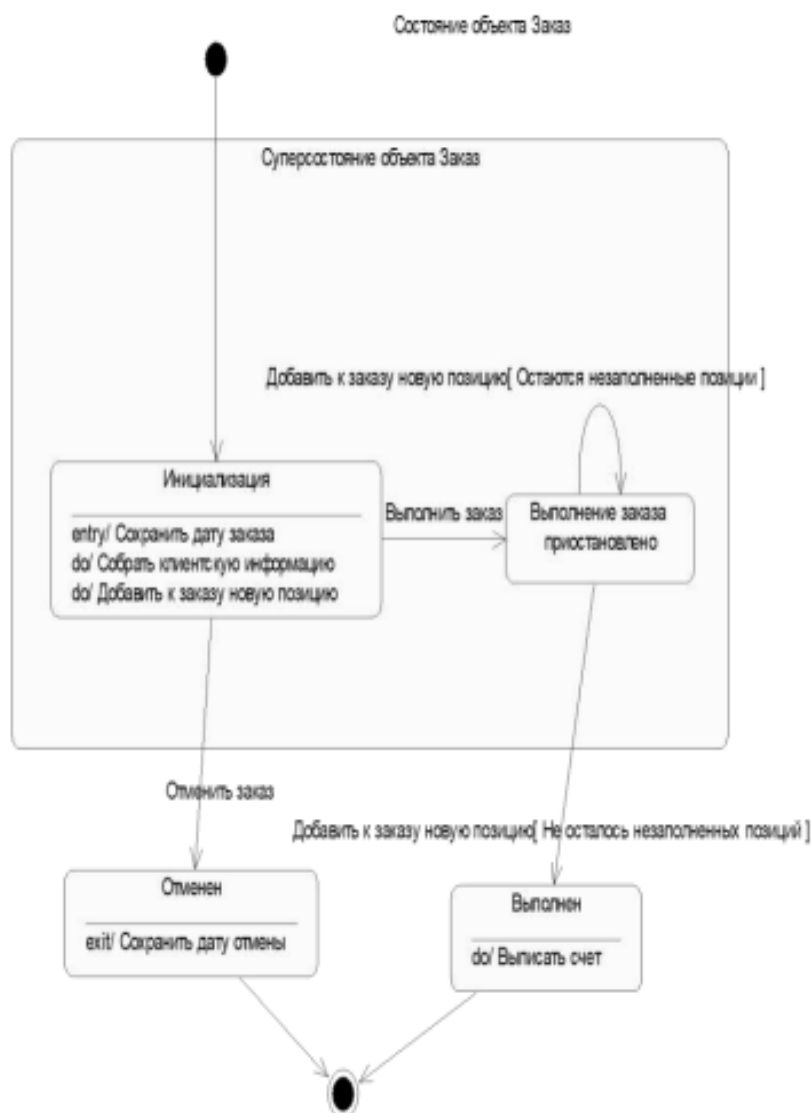 Состояние объекта Заказ
Суперсостояние объекта Заказ
Добавить к заказу новую позицию[ Остаются незаполненные позиции ]
Инициализация
entry/ Сохранить дату заказа
do/ Собрать клиентскую информацию
do/ Добавить к заказу новую позицию
Выполнить заказ
Выполнение заказа
приостановлено
Отменить заказ
Добавить к заказу новую позицию[ Не осталось незаполненных позиций ]
Отменен
exit/ Сохранить дату отмены
Выполнен
do/ Выписать счет